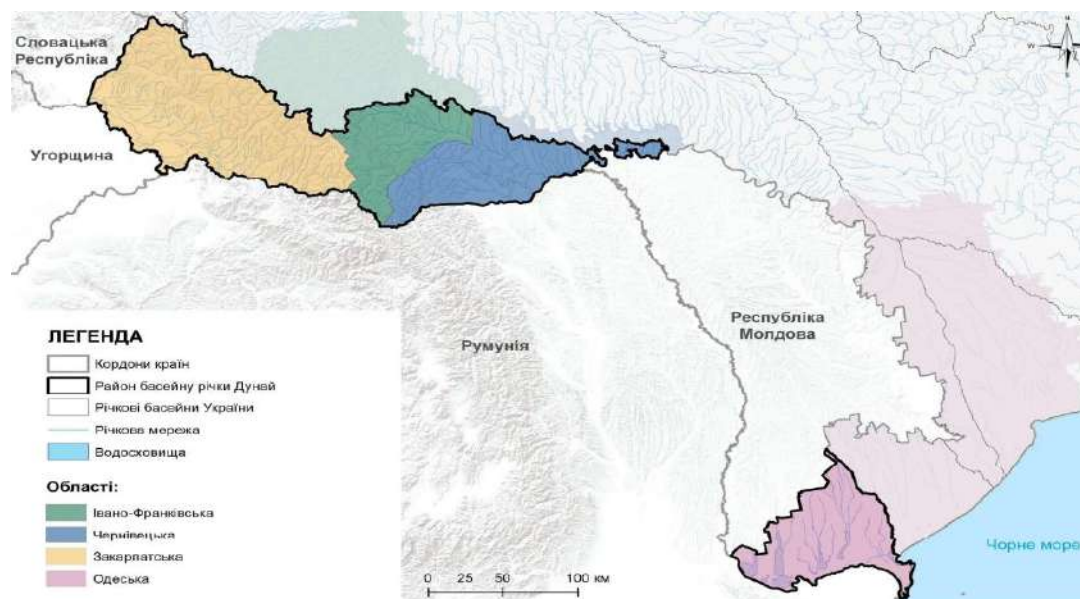 Словацька
Республіка
Угорщина
Румунія
Республіка
Молдова
Чорне море
N
W
S
ЛЕГЕНДА
Кордони країн
Район басейну річки Дунай
Річкові басейни України
Річкова мережа
Водосховища
Області:
Івано-Франківська
Чернівецька
Закарпатська
Одеська
0 25 50 100 км